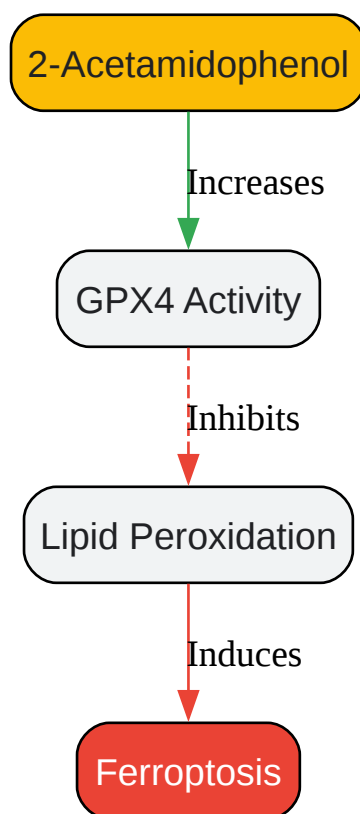 2-Acetamidophenol
Increases
GPX4 Activity
Inhibits
Lipid Peroxidation
Induces
Ferroptosis